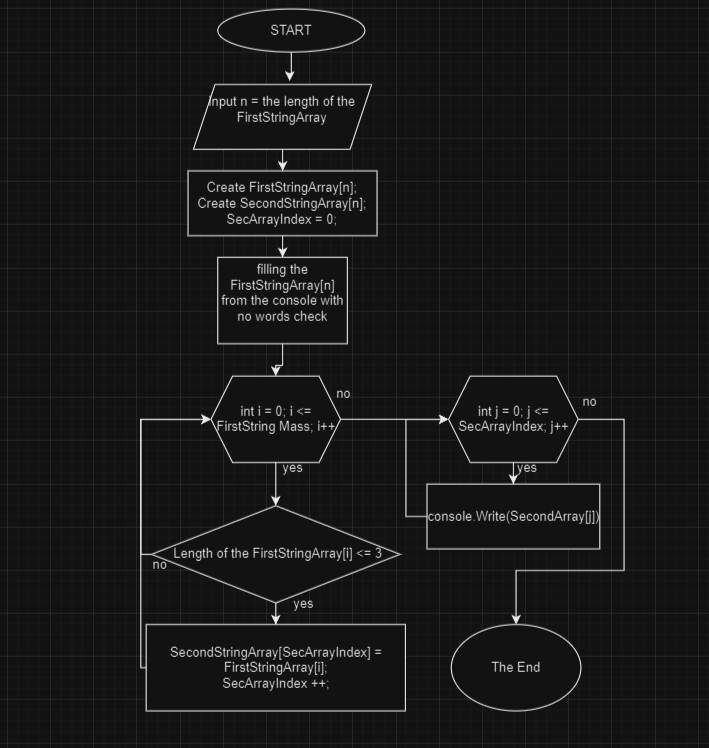 START
Input n = the length of the
FirstStringArray
Create FirstStringArray[n];
Create SecondStringArray[n];
SecArrayIndex = 0;
filling the
FirstStringArray[n]
from the console with
no words check
int i = 0; i <=
FirstString Mass; i++
no
yes
int j = 0; j <=
SecArrayIndex; j++
no
yes
console.Write(SecondArray[j])
Length of the FirstStringArray[i] <= 3
no
yes
SecondStringArray[SecArrayIndex] =
FirstStringArray[i];
SecArrayIndex ++;
The End